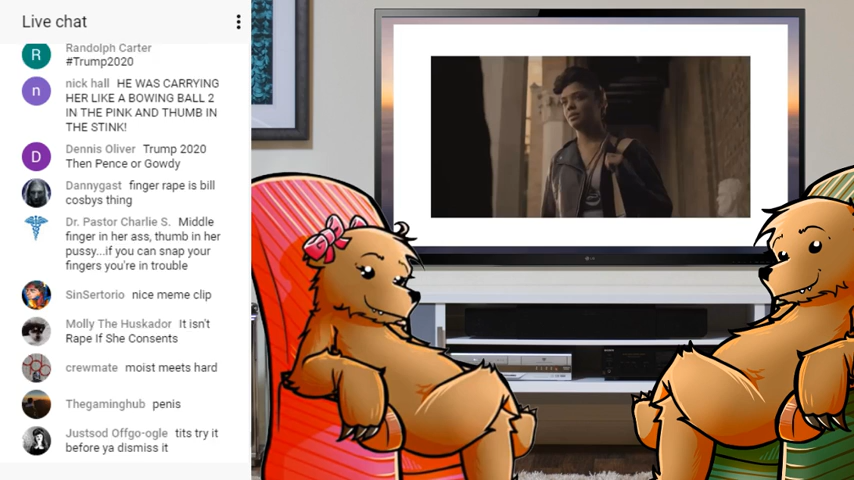 Live chat
Randolph Carter
#Trump2020
nick hall HE WAS CARRYING
HER LIKE A BOWING BALL 2
IN THE PINK AND THUMB IN
THE STINK!
Dennis Oliver Trump 2020
Then Pence or Gowdy
Dannygast finger rape is bill
cosbys thing
Dr. Pastor Charlie S. Middle
finger in her ass, thumb in her
pussy...if you can snap your
fingers you're in trouble
SinSertorio nice meme clip
Molly The Huskador It isn't
Rape If She Consents
crewmate moist meets hard
Thegaminghub penis
Justsod Offgo-ogle tits try it
before ya dismiss it
R
n
D
LG